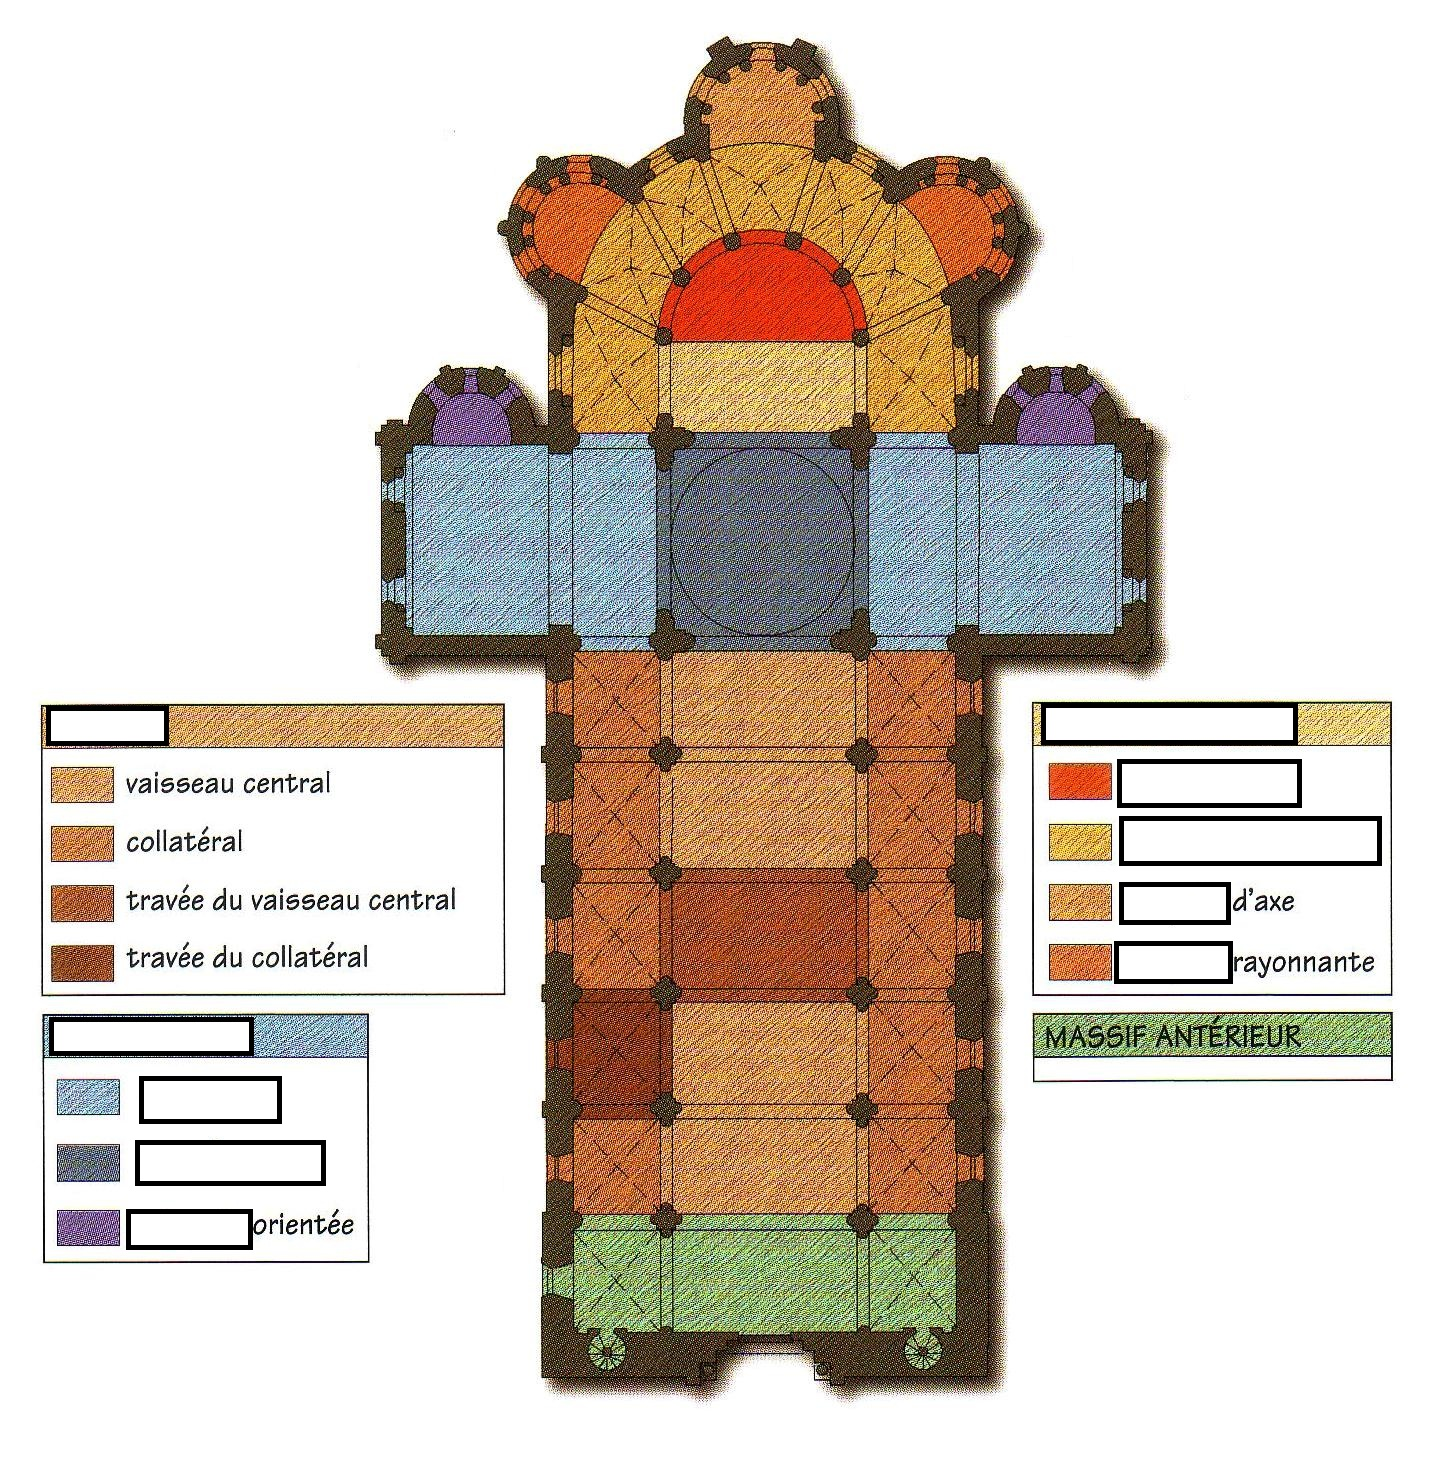 vaisseau central
collatéral
travée du vaisseau central
travée du collatéral
orientée
d'axe
rayonnante
MASSIF ANTÉRIEUR